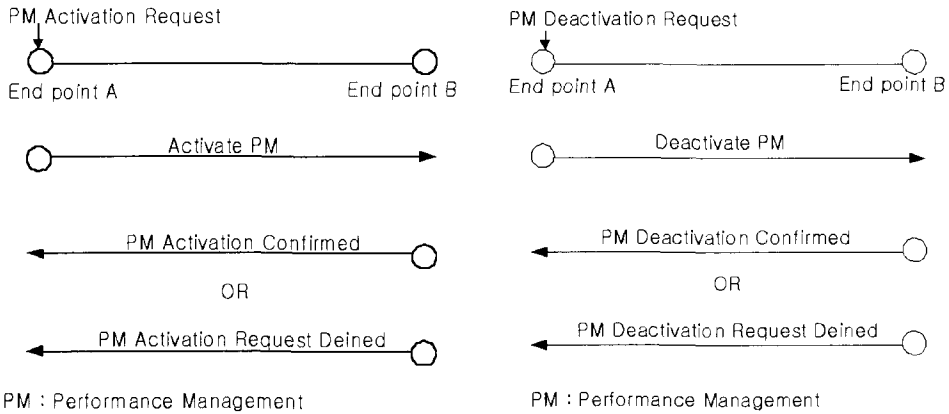 PM Activation Request
End point A
End point B
Activate PM
PM Activation Confirmed
OR
PM Activation Request Deined
PM : Performance Management
PM Deactivation Request
End point A
End point B
Deactivate PM
PM Deactivation Confirmed
OR
PM Deactivation Request Deined
PM : Performance Management